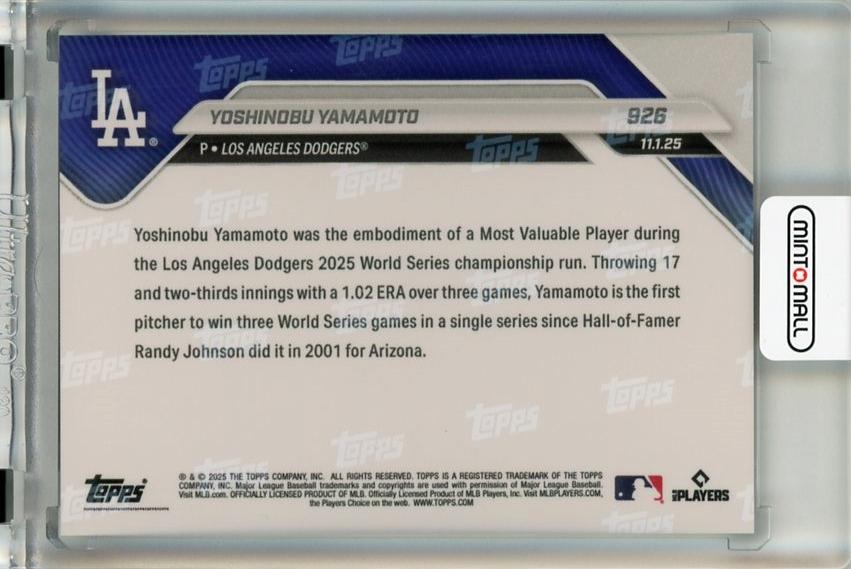 LA®
YOSHINOBU YAMAMOTO 926
P • LOS ANGELES DODGERS® 11.1.25
Yoshinobu Yamamoto was the embodiment of a Most Valuable Player during
the Los Angeles Dodgers 2025 World Series championship run. Throwing 17
and two-thirds innings with a 1.02 ERA over three games, Yamamoto is the first
pitcher to win three World Series games in a single series since Hall-of-Famer
Randy Johnson did it in 2001 for Arizona.
Topps
® & © 2025 THE TOPPS COMPANY, INC. ALL RIGHTS RESERVED. TOPPS IS A REGISTERED TRADEMARK OF THE TOPPS
COMPANY, INC. Major League Baseball trademarks and copyrights are used with permission of Major League Baseball.
Visit MLB.com. OFFICIALLY LICENSED PRODUCT OF MLB. Officially Licensed Product of MLB Players, Inc. Visit MLBPLAYERS.COM,
the Players Choice on the web. WWW.TOPPS.COM
MLB PLAYERS
MINT MALL